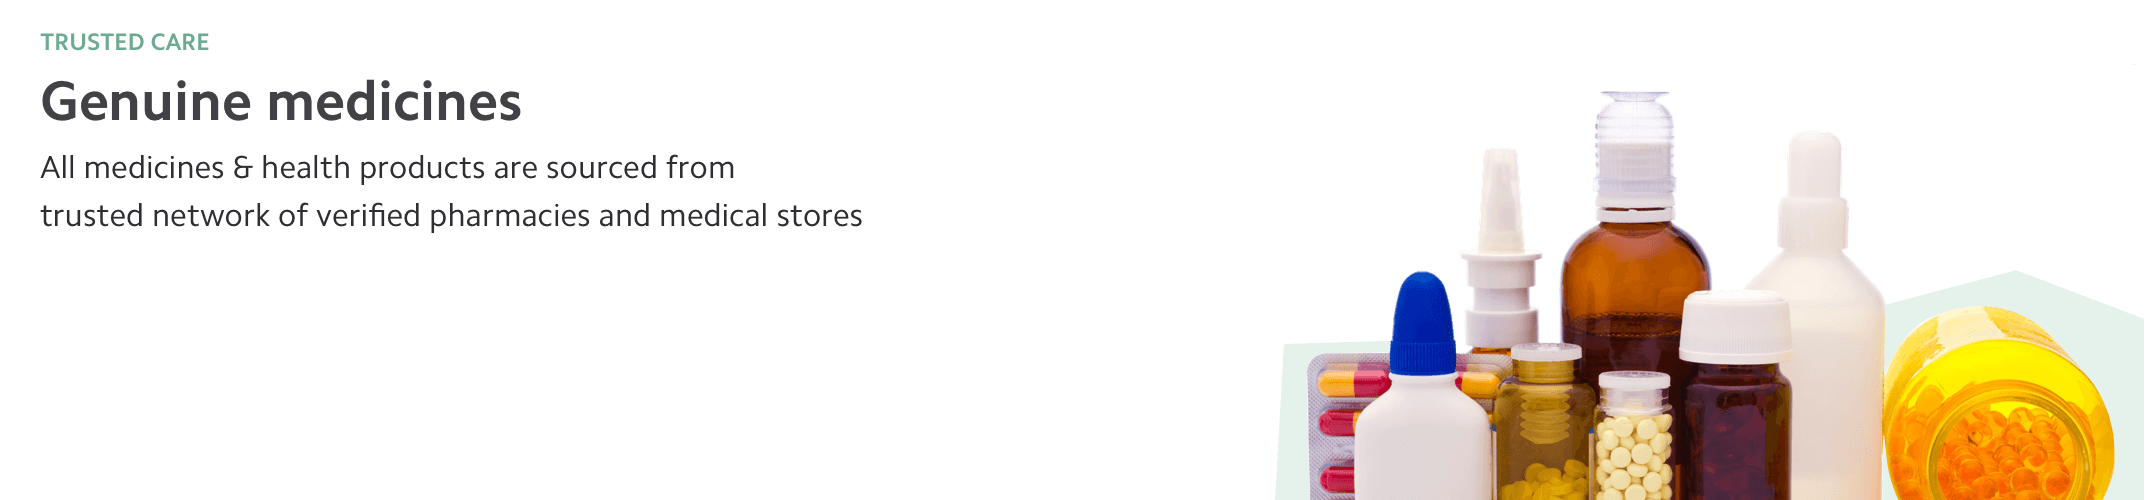 TRUSTED CARE
Genuine medicines
All medicines & health products are sourced from
trusted network of verified pharmacies and medical stores